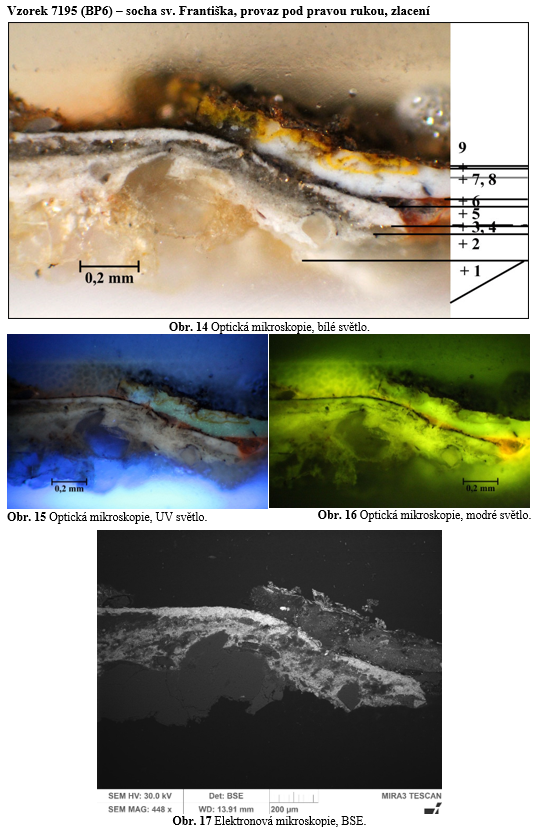 Vzorek 7195 (BP6) – socha sv. Františka, provaz pod pravou rukou, zlacení
9
+
+ 7, 8
+ 6
+ 5
+ 3, 4
+ 2
+ 1
0,2 mm
Obr. 14 Optická mikroskopie, bílé světlo.
0,2 mm
0,2 mm
Obr. 15 Optická mikroskopie, UV světlo.
Obr. 16 Optická mikroskopie, modré světlo.
SEM HV: 30.0 kV Det: BSE MIRA3 TESCAN
SEM MAG: 448 x WD: 13.91 mm 200 µm
Obr. 17 Elektronová mikroskopie, BSE.